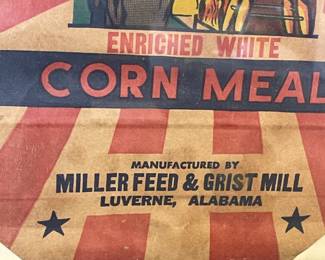 ENRICHED WHITE
CORN MEAL
MANUFACTURED BY
MILLER FEED & GRIST MILL
LUVERNE, ALABAMA